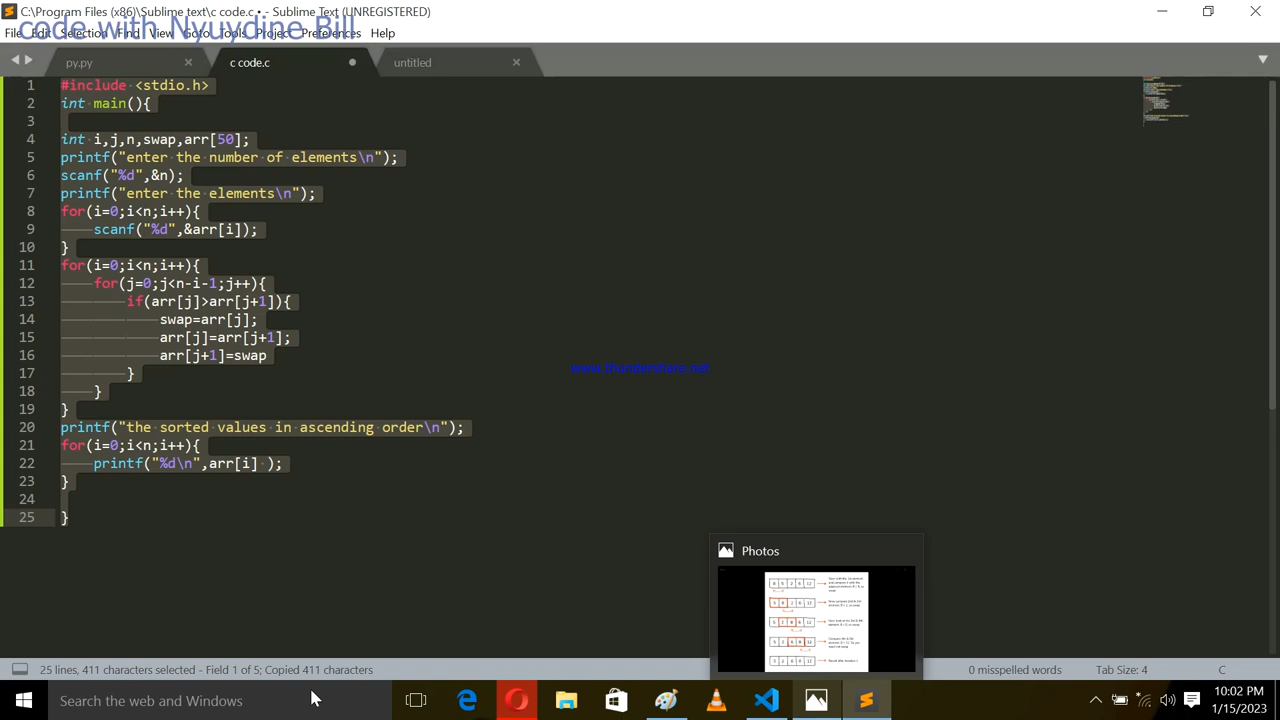 C:\Program Files (x86)\Sublime text\c code.c • - Sublime Text (UNREGISTERED)
code with Nyuydine Bill
File Edit Selection Find View Goto Tools Project Preferences Help
py.py
c code.c
untitled
1 #include <stdio.h>
2 int main(){
3
4 int i,j,n,swap,arr[50];
5 printf("enter the number of elements\n");
6 scanf("%d",&n);
7 printf("enter the elements\n");
8 for(i=0;i<n;i++){
9 scanf("%d",&arr[i]);
10 }
11 for(i=0;i<n;i++){
12 for(j=0;j<n-i-1;j++){
13 if(arr[j]>arr[j+1]){
14 swap=arr[j];
15 arr[j]=arr[j+1];
16 arr[j+1]=swap
17 }
18 }
19 }
20 printf("the sorted values in ascending order\n");
21 for(i=0;i<n;i++){
22 printf("%d\n",arr[i] );
23 }
24
25 }
www.thundershare.net
Photos
25 lines, selected - Field 1 of 5; Copied 411 characters
0 misspelled words
Tab Size: 4
C
Search the web and Windows
10:02 PM
1/15/2023